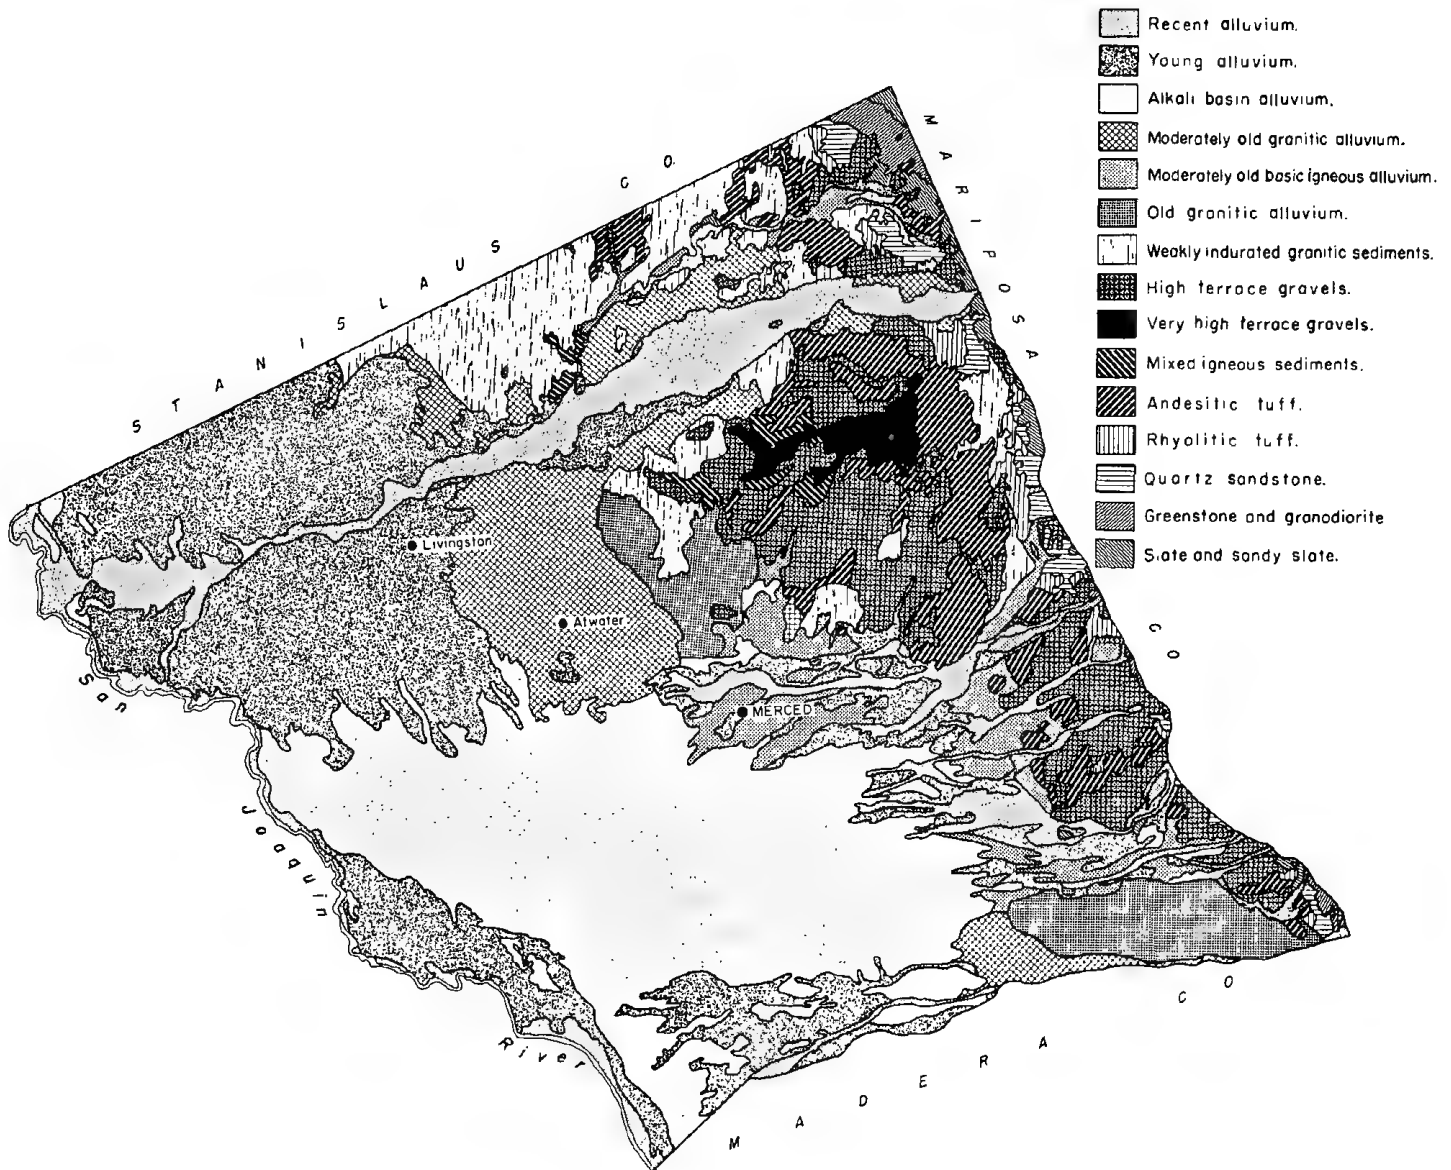 Recent alluvium.
Young alluvium.
Alkali basin alluvium.
Moderately old granitic alluvium.
Moderately old basic igneous alluvium.
Old granitic alluvium.
Weakly indurated granitic sediments.
High terrace gravels.
Very high terrace gravels.
Mixed igneous sediments.
Andesitic tuff.
Rhyolitic tuff.
Quartz sandstone.
Greenstone and granodiorite
Slate and sandy slate.
STANISLAUS CO.
MARIPOSA CO
Livingston
Atwater
MERCED
San Joaquin River
MADERA CO